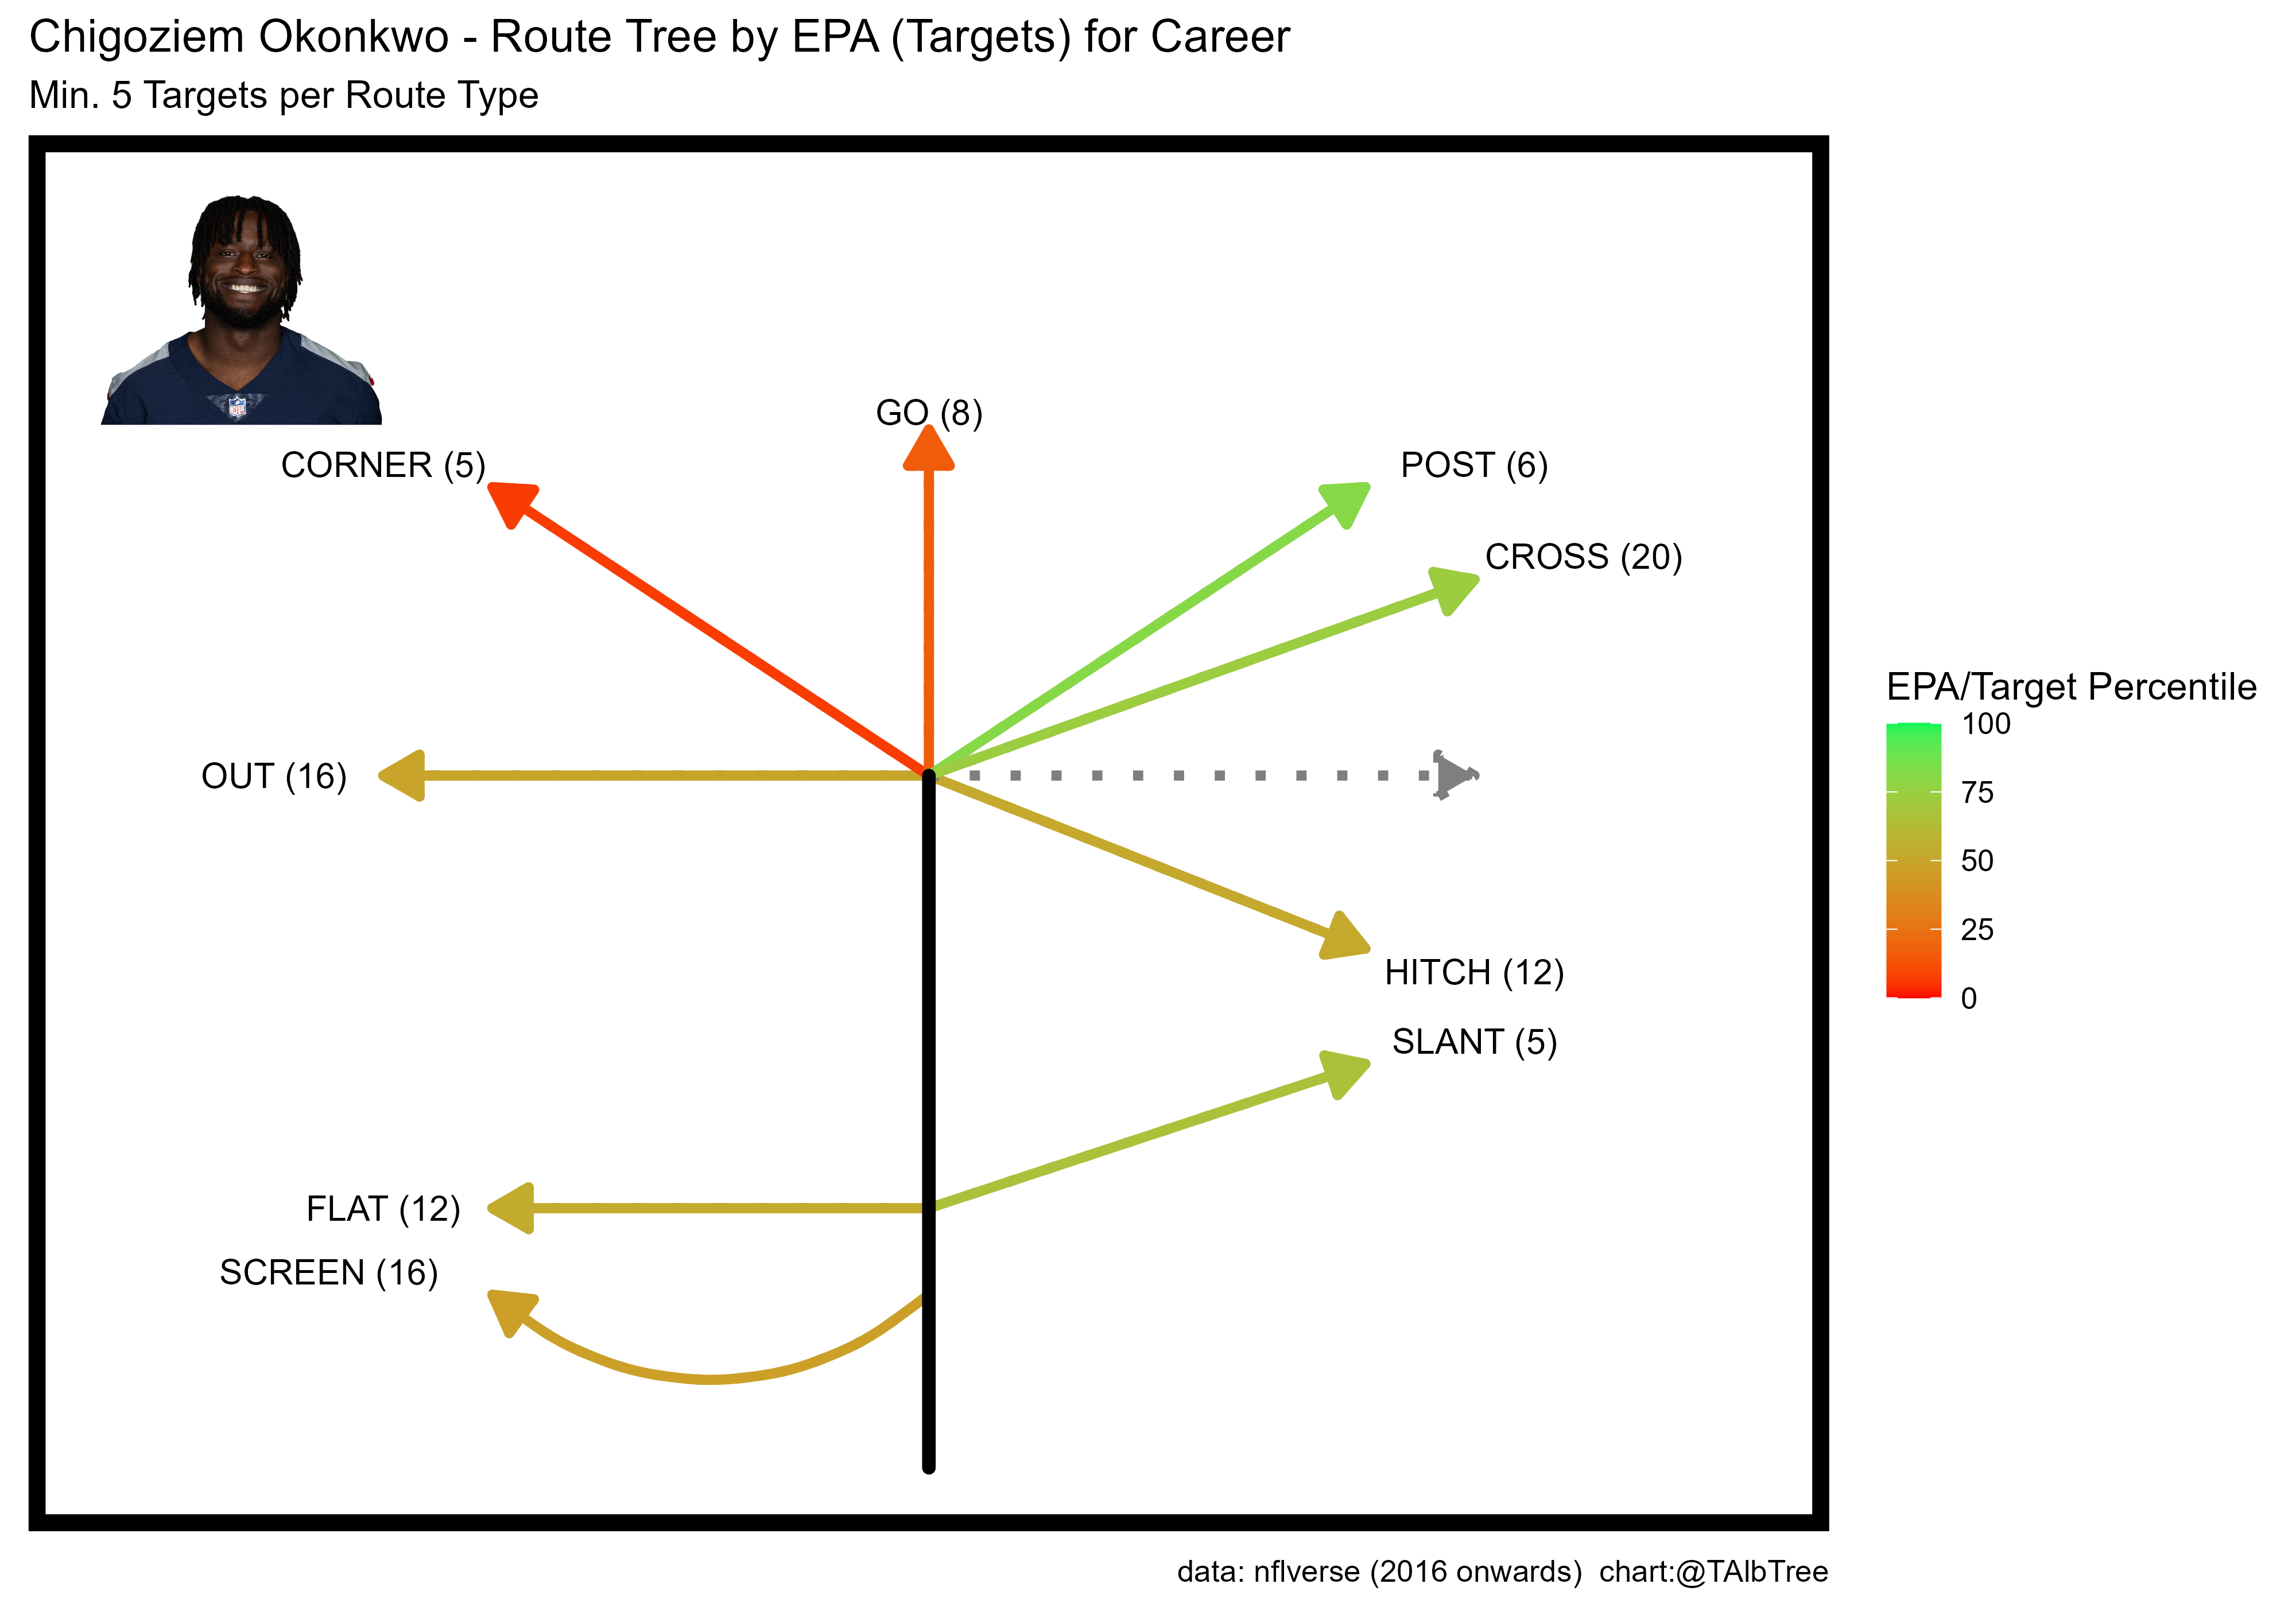 Chigoziem Okonkwo - Route Tree by EPA (Targets) for Career
Min. 5 Targets per Route Type
GO (8)
CORNER (5)
POST (6)
CROSS (20)
OUT (16)
HITCH (12)
SLANT (5)
FLAT (12)
SCREEN (16)
EPA/Target Percentile
100
75
50
25
0
data: nflverse (2016 onwards)  chart:@TAlbTree